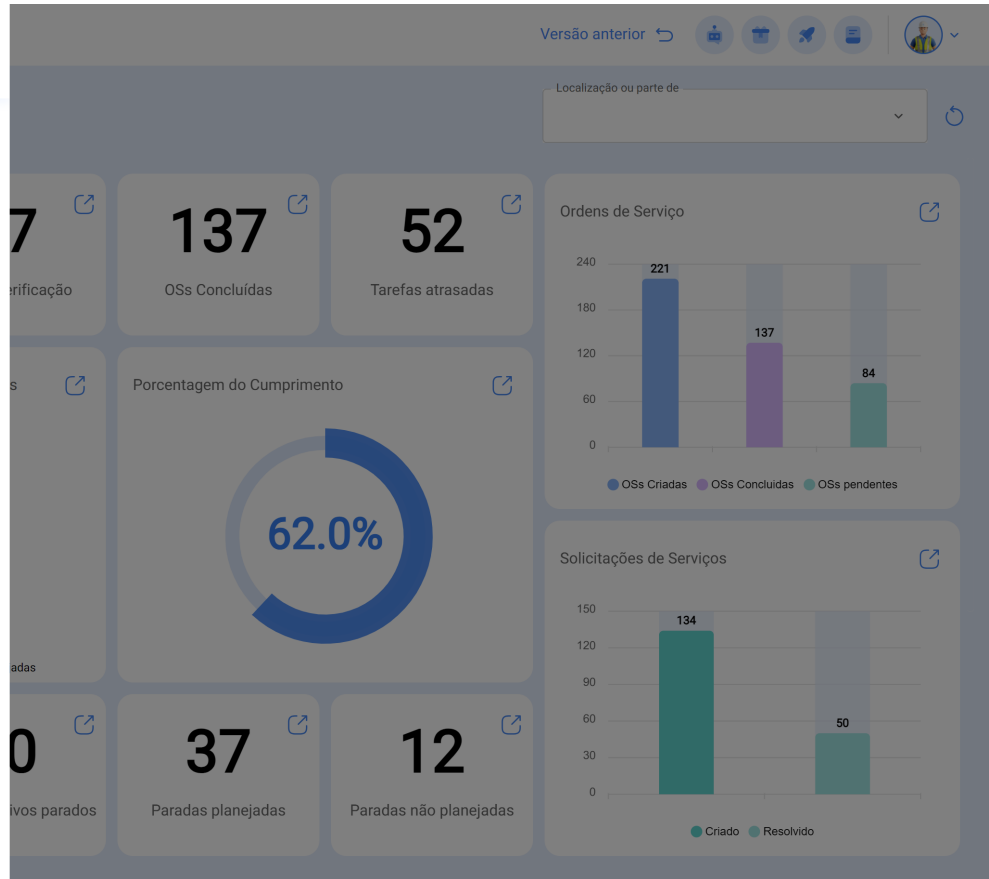 Versão anterior
Localização ou parte de
7
erificação
137
OSs Concluídas
52
Tarefas atrasadas
Ordens de Serviço
240
180
120
60
0
221
137
84
OSs Criadas
OSs Concluidas
OSs pendentes
s
adas
Porcentagem do Cumprimento
62.0%
Solicitações de Serviços
150
120
90
60
30
0
134
50
Criado
Resolvido
0
ivos parados
37
Paradas planejadas
12
Paradas não planejadas